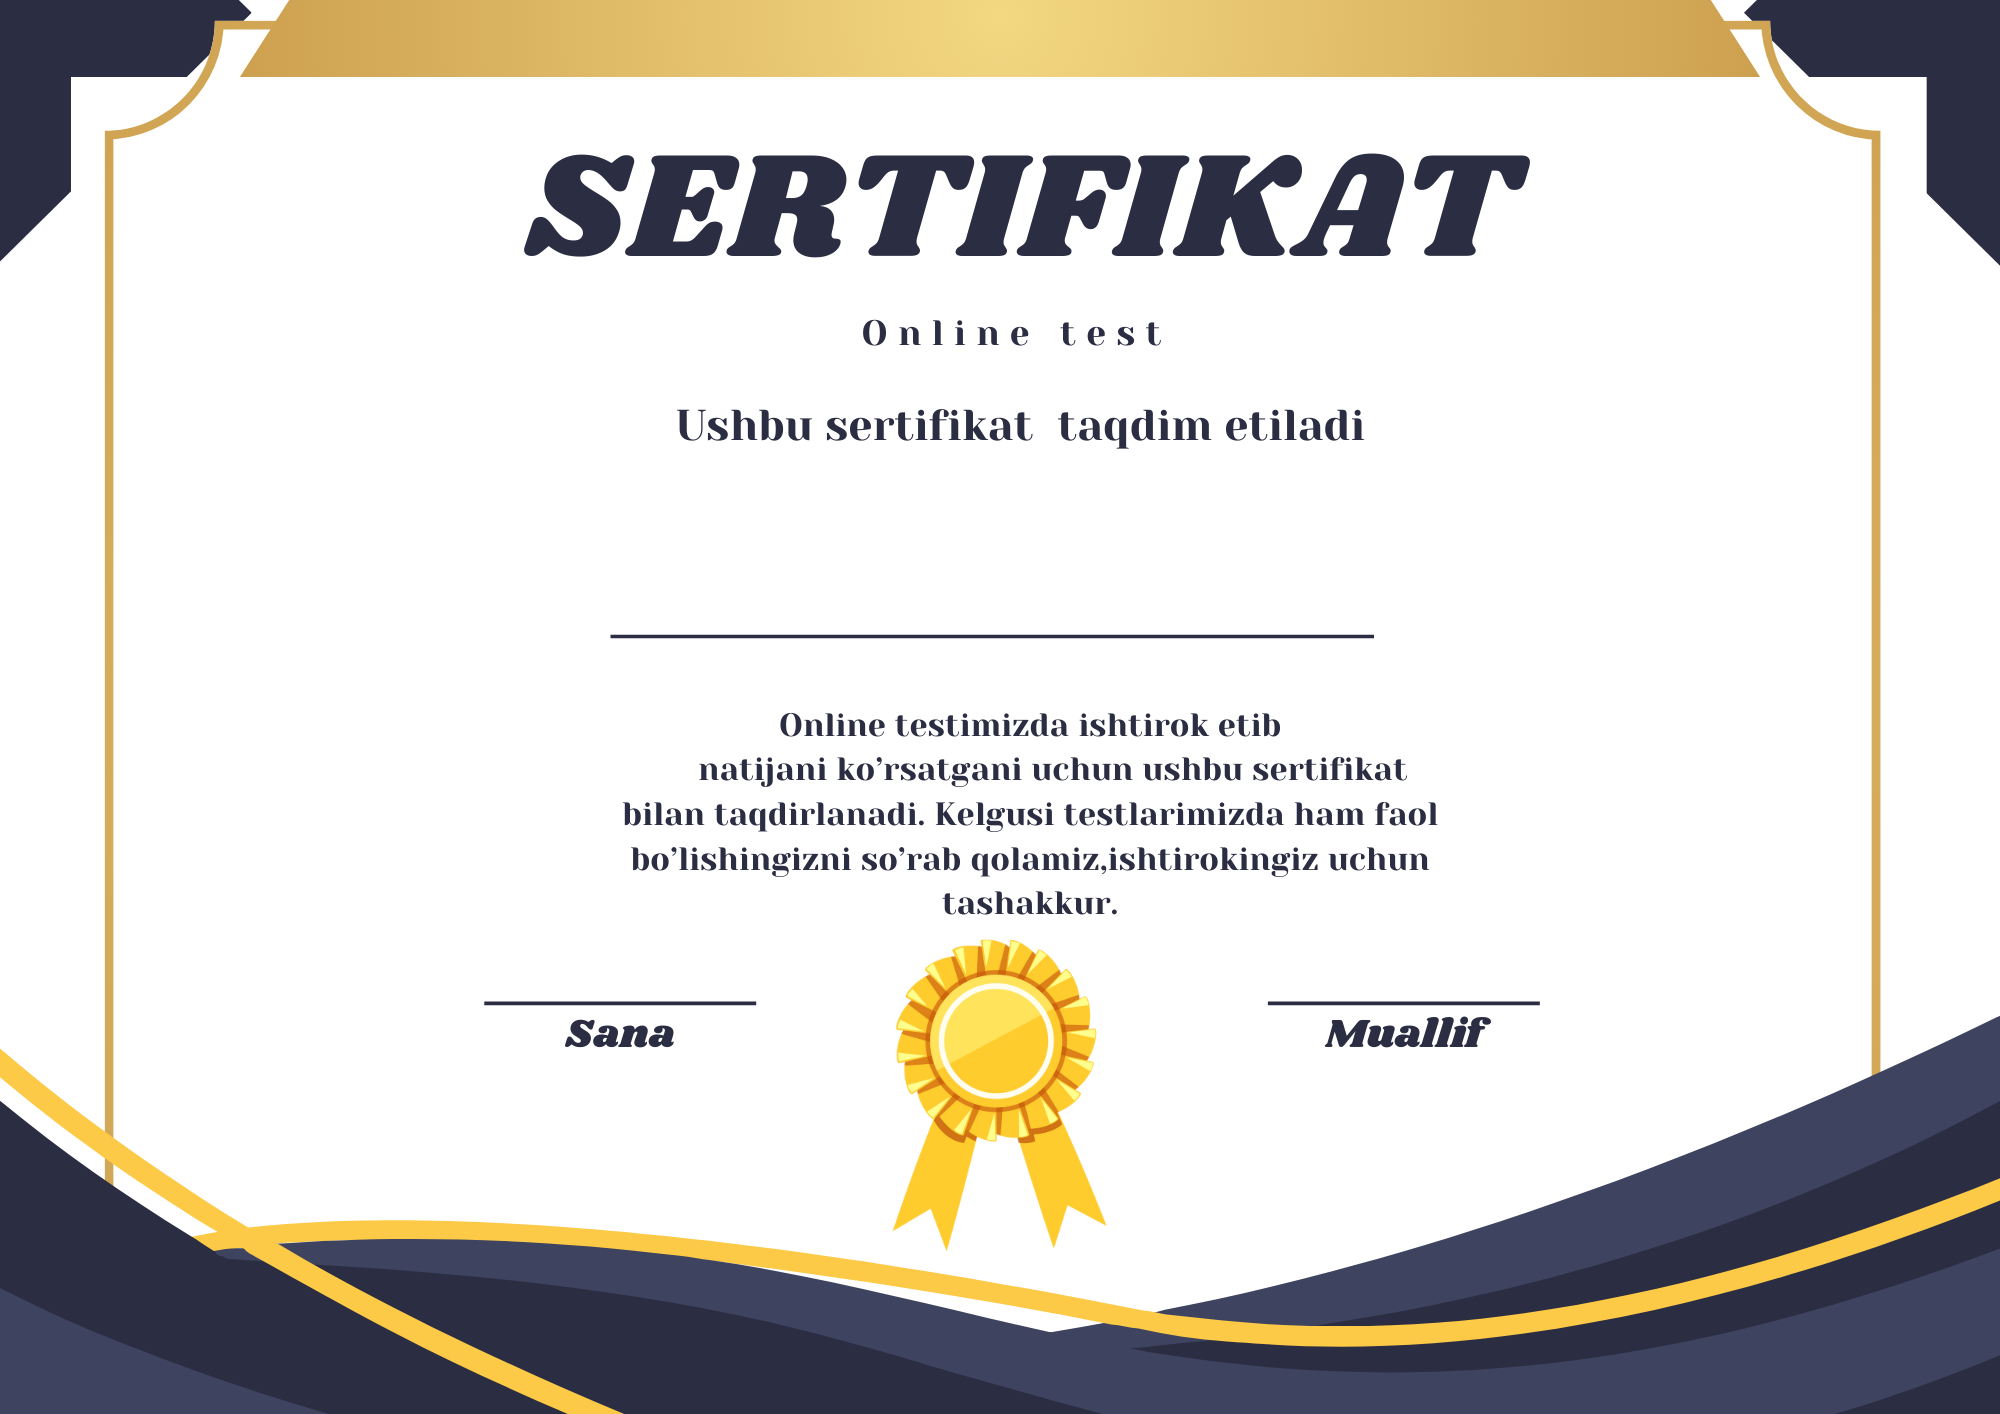 SERTIFIKAT
Online test
Ushbu sertifikat taqdim etiladi
Online testimizda ishtirok etib
natijani ko’rsatgani uchun ushbu sertifikat
bilan taqdirlanadi. Kelgusi testlarimizda ham faol
bo’lishingizni so’rab qolamiz,ishtirokingiz uchun
tashakkur.
Sana
Muallif